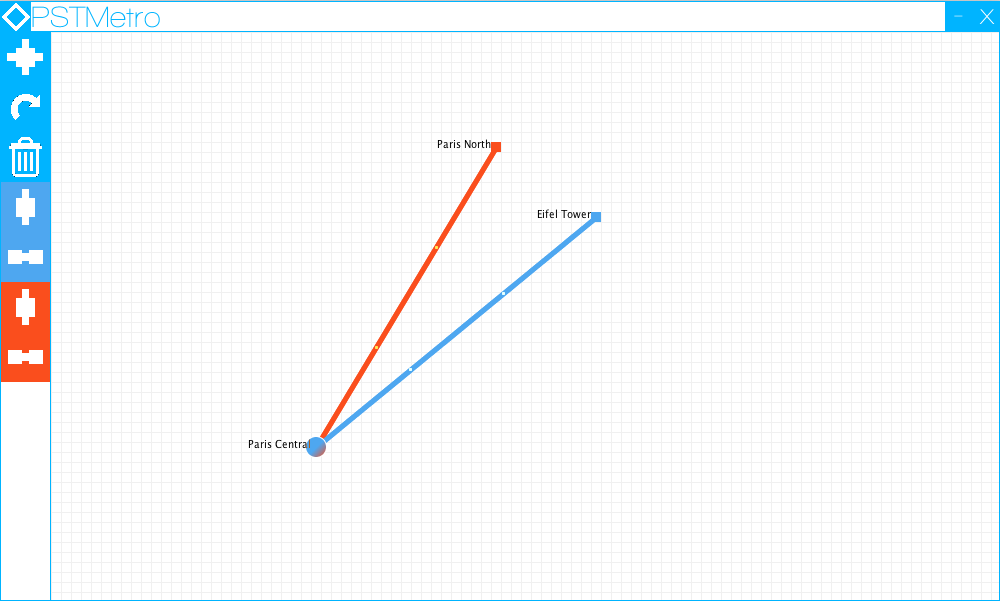 PSTMetro
Paris North
Eifel Tower
Paris Central